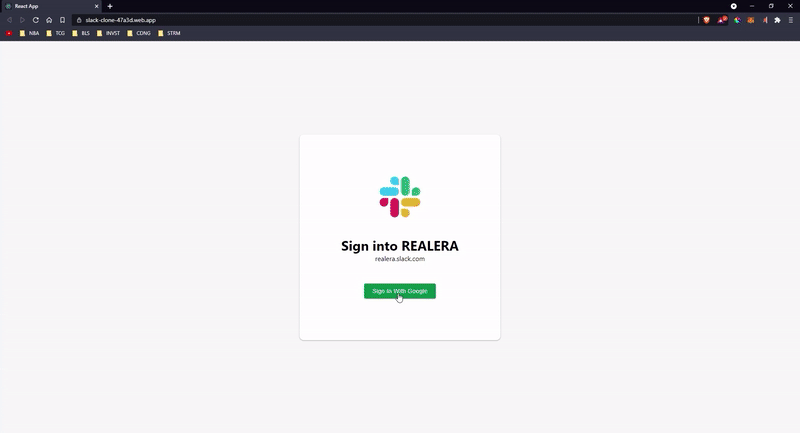 React App
slack-clone-47a3d.web.app
NBA
TCG
BLS
INVST
CDNG
STRM
Sign into REALERA
realera.slack.com
Sign In With Google